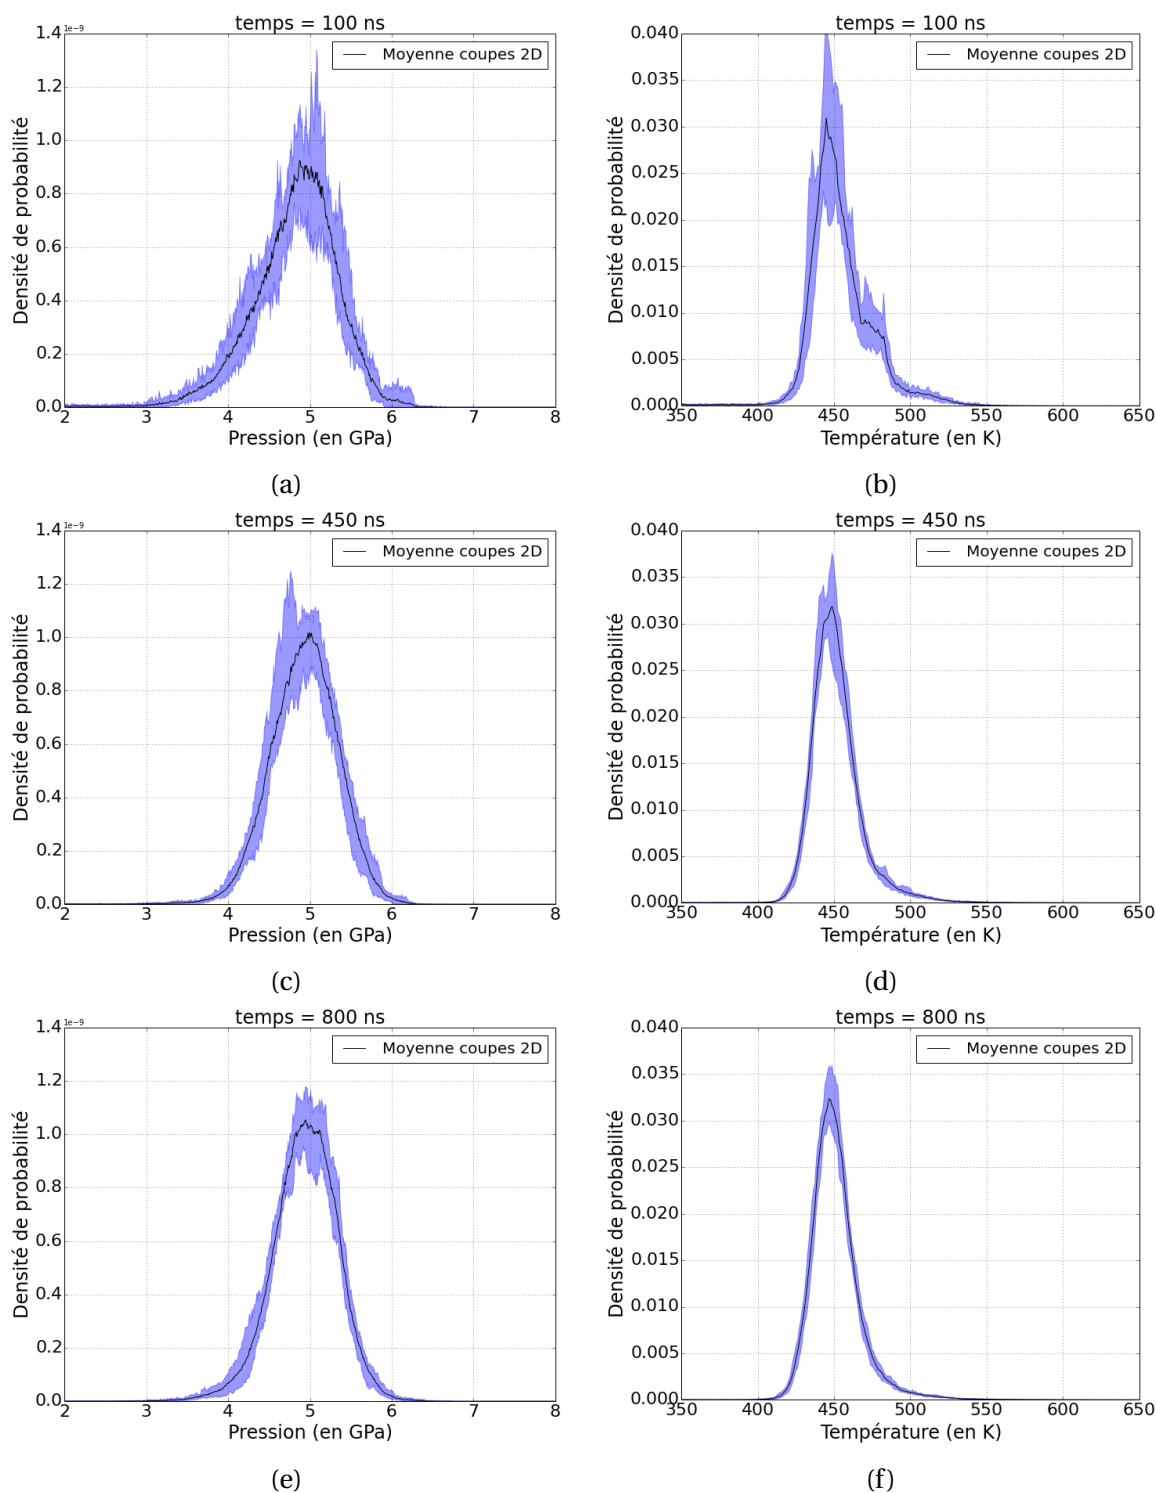 temps = 100 ns
1e−9
Moyenne coupes 2D
1.4
1.2
1.0
0.8
0.6
0.4
0.2
0.0
Densité de probabilité
2 3 4 5 6 7 8
Pression (en GPa)
(a)
temps = 100 ns
Moyenne coupes 2D
0.040
0.035
0.030
0.025
0.020
0.015
0.010
0.005
0.000
Densité de probabilité
350 400 450 500 550 600 650
Température (en K)
(b)
temps = 450 ns
1e−9
Moyenne coupes 2D
1.4
1.2
1.0
0.8
0.6
0.4
0.2
0.0
Densité de probabilité
2 3 4 5 6 7 8
Pression (en GPa)
(c)
temps = 450 ns
Moyenne coupes 2D
0.040
0.035
0.030
0.025
0.020
0.015
0.010
0.005
0.000
Densité de probabilité
350 400 450 500 550 600 650
Température (en K)
(d)
temps = 800 ns
1e−9
Moyenne coupes 2D
1.4
1.2
1.0
0.8
0.6
0.4
0.2
0.0
Densité de probabilité
2 3 4 5 6 7 8
Pression (en GPa)
(e)
temps = 800 ns
Moyenne coupes 2D
0.040
0.035
0.030
0.025
0.020
0.015
0.010
0.005
0.000
Densité de probabilité
350 400 450 500 550 600 650
Température (en K)
(f)